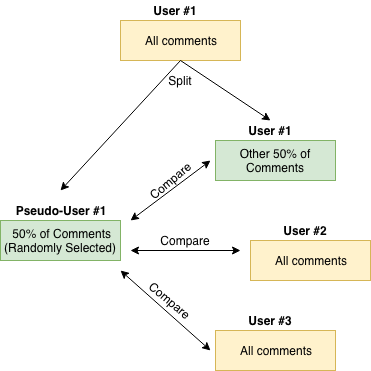 User #1
All comments
Split
User #1
Other 50% of
Comments
Compare
Pseudo-User #1
50% of Comments
(Randomly Selected)
Compare
User #2
All comments
Compare
User #3
All comments